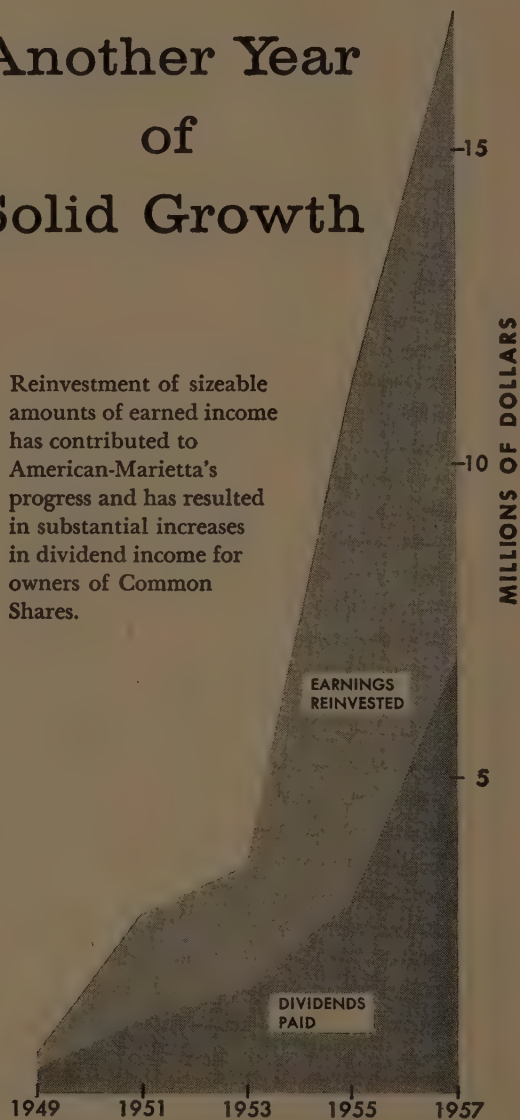 Another Year
of
Solid Growth
Reinvestment of sizeable
amounts of earned income
has contributed to
American-Marietta's
progress and has resulted
in substantial increases
in dividend income for
owners of Common
Shares.
15
10
5
MILLIONS OF DOLLARS
EARNINGS
REINVESTED
DIVIDENDS
PAID
1949 1951 1953 1955 1957